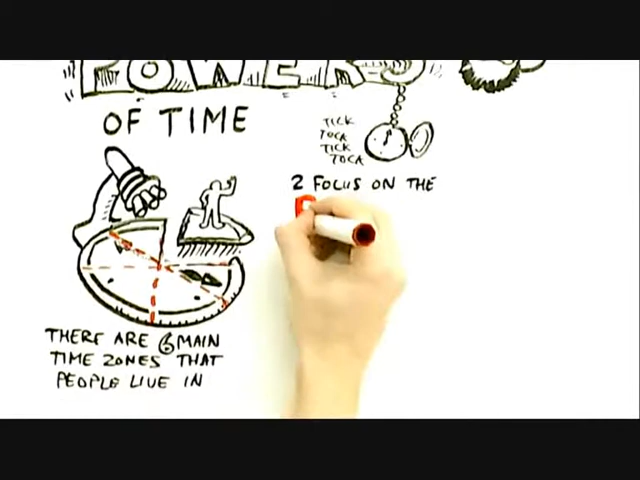 POWERS
OF TIME
TICK
TOCA
TICK
TOCA
2 FOCUS ON THE
THERE ARE 6 MAIN
TIME ZONES THAT
PEOPLE LIVE IN